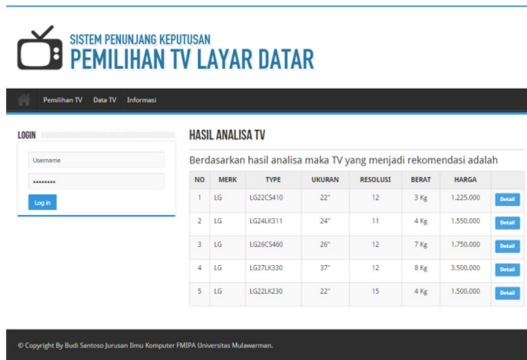 SISTEM PENUNJANG KEPUTUSAN
PEMILIHAN TV LAYAR DATAR
Pemilihan TV Data TV Informasi
LOGIN
Username
••••••••
Log in
HASIL ANALISA TV
Berdasarkan hasil analisa maka TV yang menjadi rekomendasi adalah
NO MERK TYPE UKURAN RESOLUSI BERAT HARGA
1 LG LG22CS410 22" 12 3 Kg 1.225.000 Detail
2 LG LG24LK311 24" 11 4 Kg 1.550.000 Detail
3 LG LG26CS460 26" 12 7 Kg 1.750.000 Detail
4 LG LG37LK330 37" 12 8 Kg 3.500.000 Detail
5 LG LG22LK230 22" 15 4 Kg 1.500.000 Detail
© Copyright By Budi Santoso Jurusan Ilmu Komputer FMIPA Universitas Mulawarman.